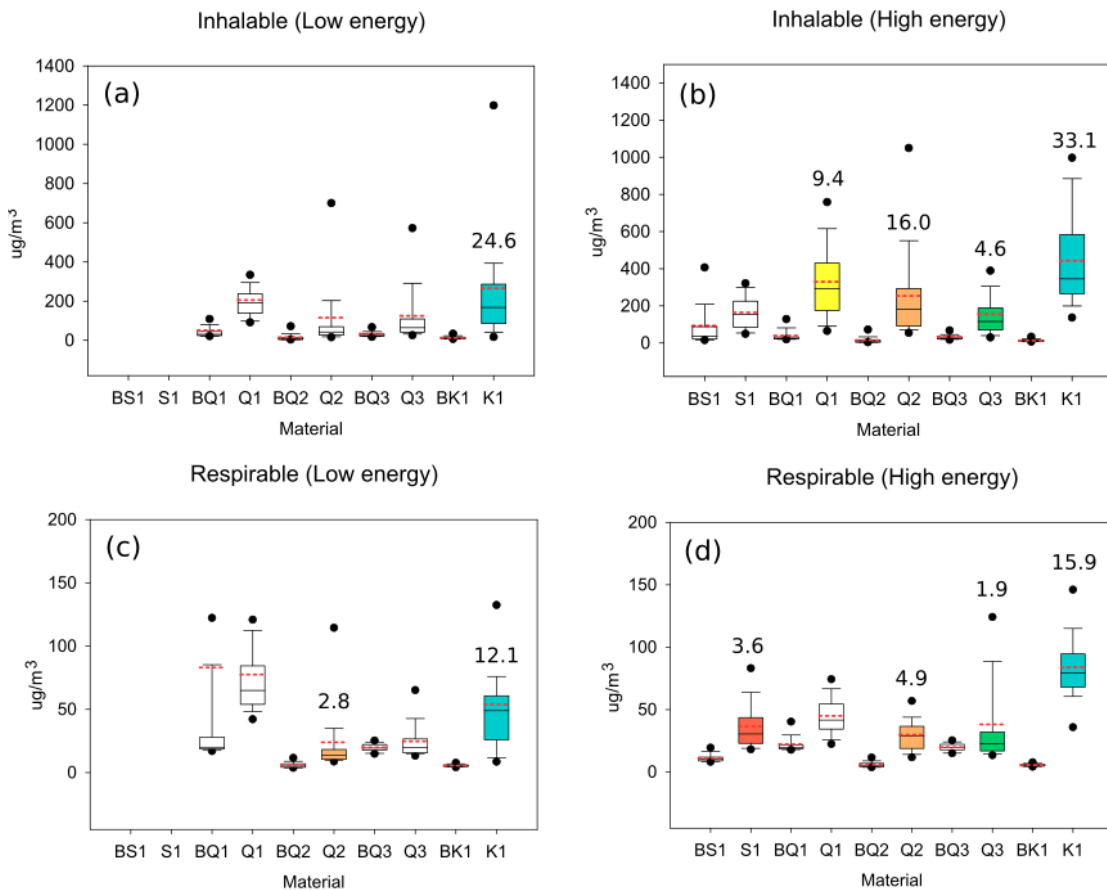 Inhalable (Low energy)
(a)
ug/m³
1400
1200
1000
800
600
400
200
0
24.6
BS1 S1 BQ1 Q1 BQ2 Q2 BQ3 Q3 BK1 K1
Material
Inhalable (High energy)
(b)
ug/m³
1400
1200
1000
800
600
400
200
0
9.4
16.0
4.6
33.1
BS1 S1 BQ1 Q1 BQ2 Q2 BQ3 Q3 BK1 K1
Material
Respirable (Low energy)
(c)
ug/m³
200
150
100
50
0
2.8
12.1
BS1 S1 BQ1 Q1 BQ2 Q2 BQ3 Q3 BK1 K1
Material
Respirable (High energy)
(d)
ug/m³
200
150
100
50
0
3.6
4.9
1.9
15.9
BS1 S1 BQ1 Q1 BQ2 Q2 BQ3 Q3 BK1 K1
Material